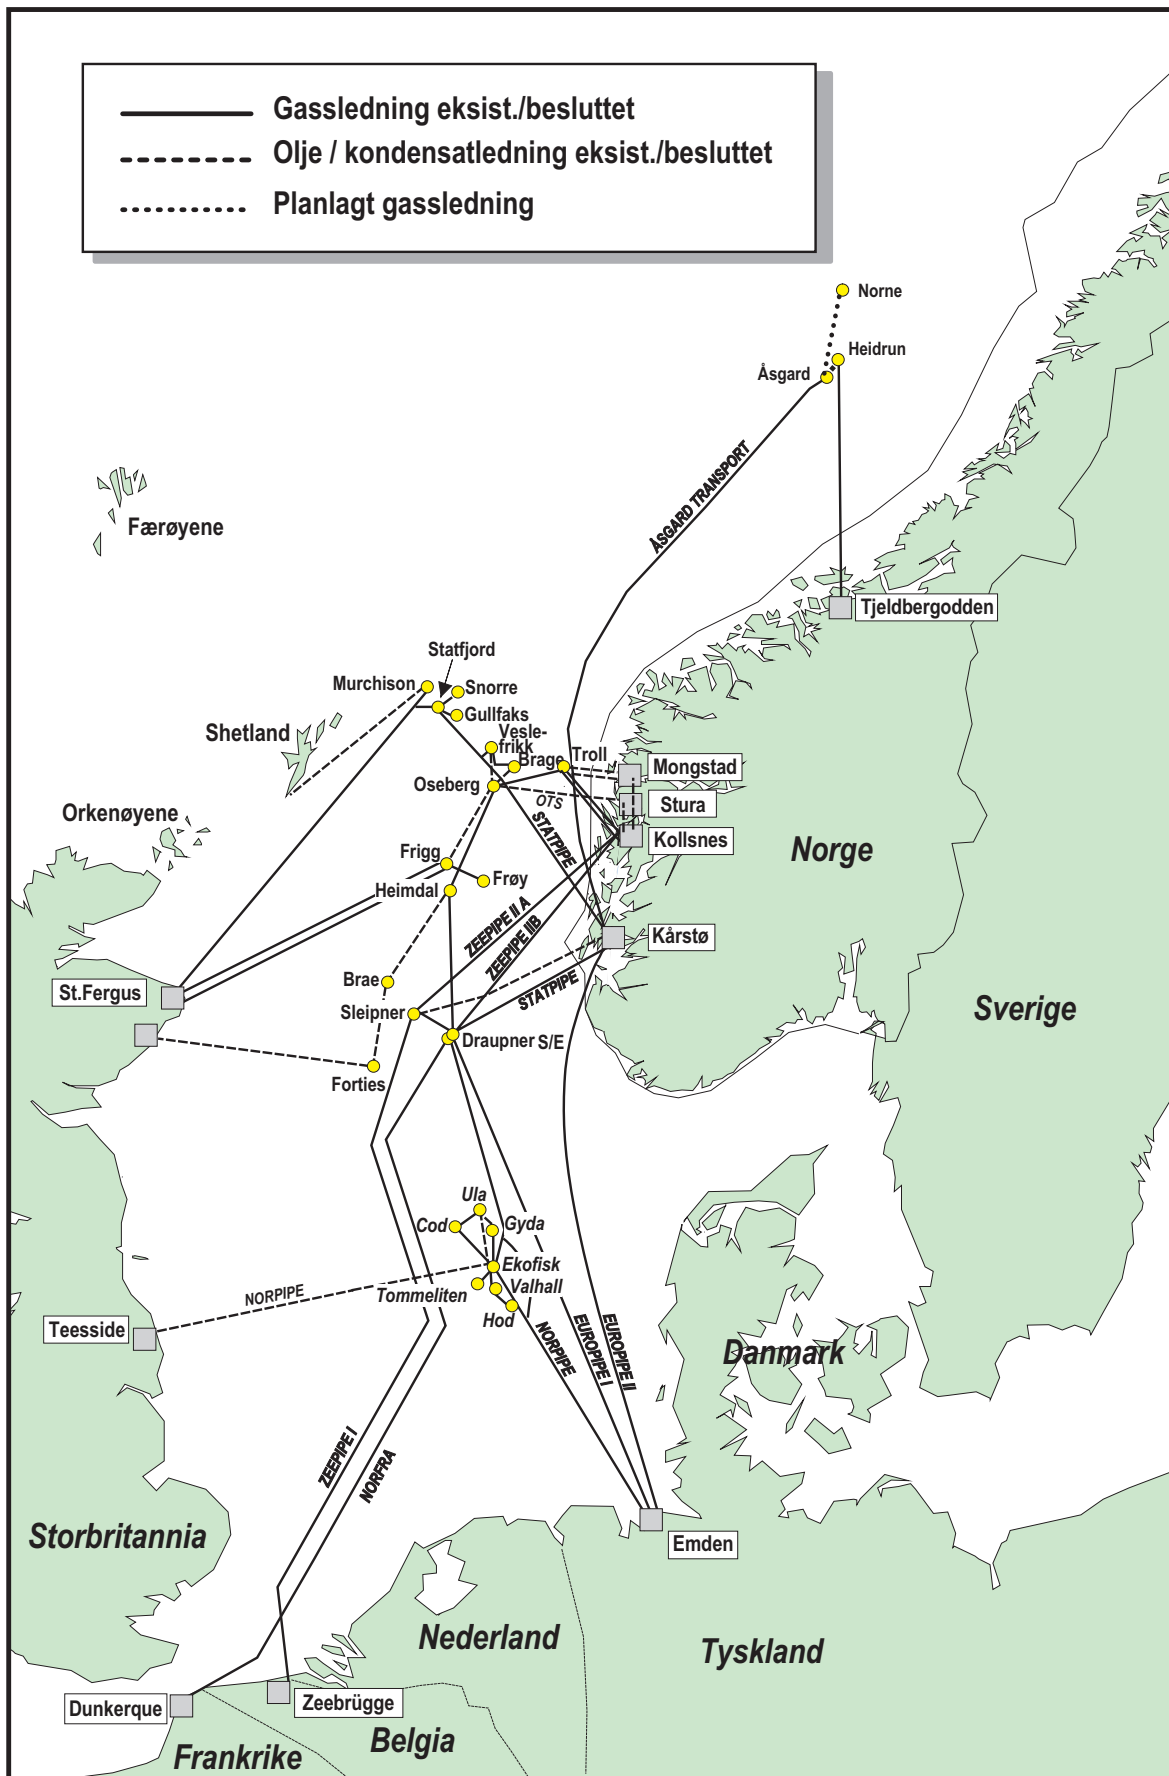 Gassledning eksist./besluttet
Olje / kondensatledning eksist./besluttet
Planlagt gassledning
Norne
Heidrun
Åsgard
ÅSGARD TRANSPORT
Færøyene
Tjeldbergodden
Statfjord
Murchison
Snorre
Gullfaks
Shetland
Vesle-
frikk
Brage
Troll
Mongstad
Oseberg
OTS
Stura
Orkenøyene
STATPIPE
Kollsnes
Norge
Frigg
Frøy
Heimdal
ZEEPIPE II A
ZEEPIPE IIB
Kårstø
Brae
STATPIPE
St.Fergus
Sleipner
Sverige
Draupner S/E
Forties
Ula
Cod
Gyda
Ekofisk
NORPIPE
Tommeliten
Valhall
Hod
Teesside
NORPIPE
EUROPIPE I
EUROPIPE II
Danmark
ZEEPIPE I
NORFRA
Storbritannia
Emden
Nederland
Tyskland
Dunkerque
Zeebrügge
Belgia
Frankrike